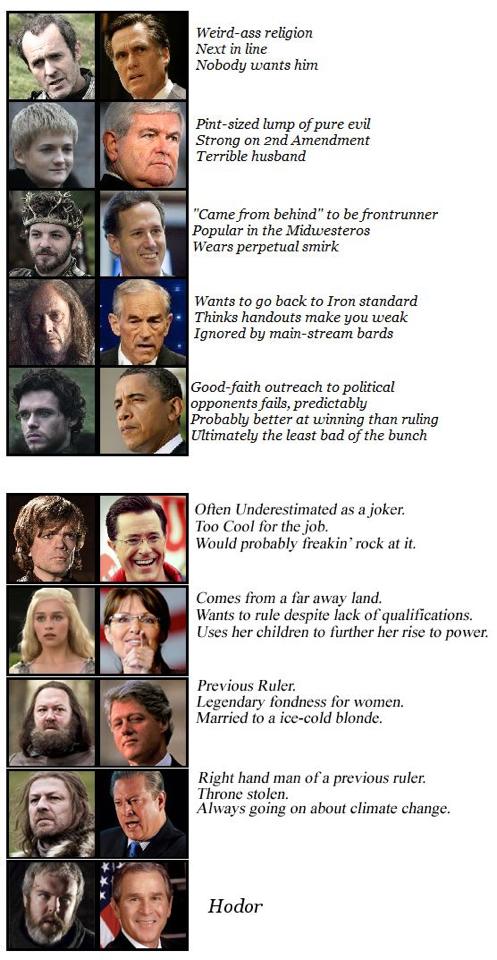 Weird-ass religion
Next in line
Nobody wants him
Pint-sized lump of pure evil
Strong on 2nd Amendment
Terrible husband
"Came from behind" to be frontrunner
Popular in the Midwesteros
Wears perpetual smirk
Wants to go back to Iron standard
Thinks handouts make you weak
Ignored by main-stream bards
Good-faith outreach to political
opponents fails, predictably
Probably better at winning than ruling
Ultimately the least bad of the bunch
Often Underestimated as a joker.
Too Cool for the job.
Would probably freakin' rock at it.
Comes from a far away land.
Wants to rule despite lack of qualifications.
Uses her children to further her rise to power.
Previous Ruler.
Legendary fondness for women.
Married to a ice-cold blonde.
Right hand man of a previous ruler.
Throne stolen.
Always going on about climate change.
Hodor